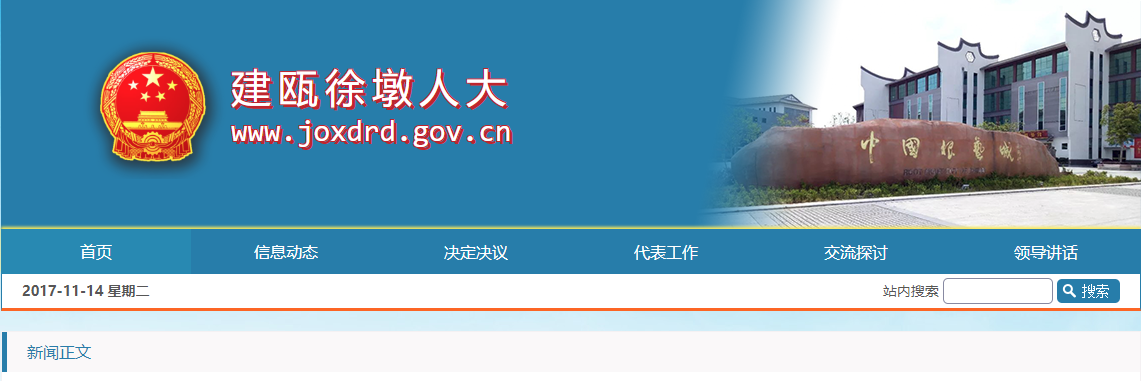 建瓯徐墩人大
www.joxdrd.gov.cn
中国根艺城
首页 信息动态 决定决议 代表工作 交流探讨 领导讲话
2017-11-14 星期二 站内搜索 搜索
新闻正文